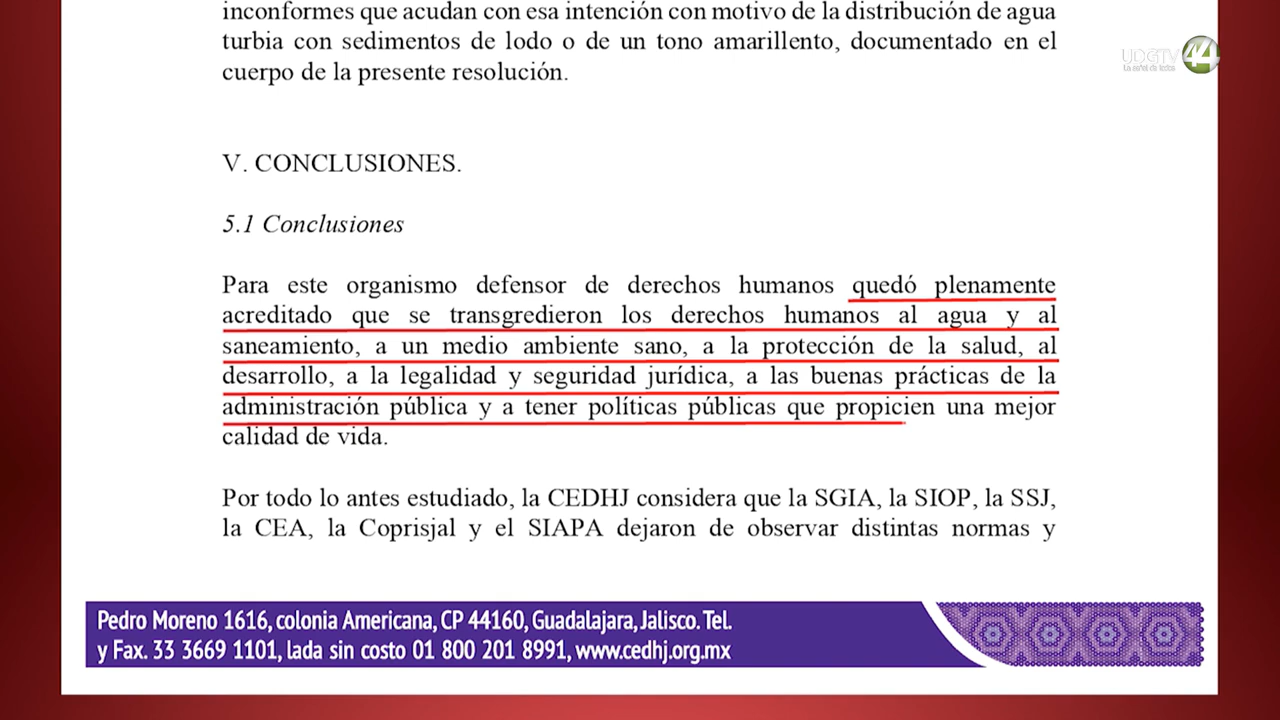 inconformes que acudan con esa intención con motivo de la distribución de agua
turbia con sedimentos de lodo o de un tono amarillento, documentado en el
cuerpo de la presente resolución.
UDGTV 44
La señal de todos
V. CONCLUSIONES.
5.1 Conclusiones
Para este organismo defensor de derechos humanos quedó plenamente
acreditado que se transgredieron los derechos humanos al agua y al
saneamiento, a un medio ambiente sano, a la protección de la salud, al
desarrollo, a la legalidad y seguridad jurídica, a las buenas prácticas de la
administración pública y a tener políticas públicas que propicien una mejor
calidad de vida.
Por todo lo antes estudiado, la CEDHJ considera que la SGIA, la SIOP, la SSJ,
la CEA, la Coprisjal y el SIAPA dejaron de observar distintas normas y
Pedro Moreno 1616, colonia Americana, CP 44160, Guadalajara, Jalisco. Tel.
y Fax. 33 3669 1101, lada sin costo 01 800 201 8991, www.cedhj.org.mx